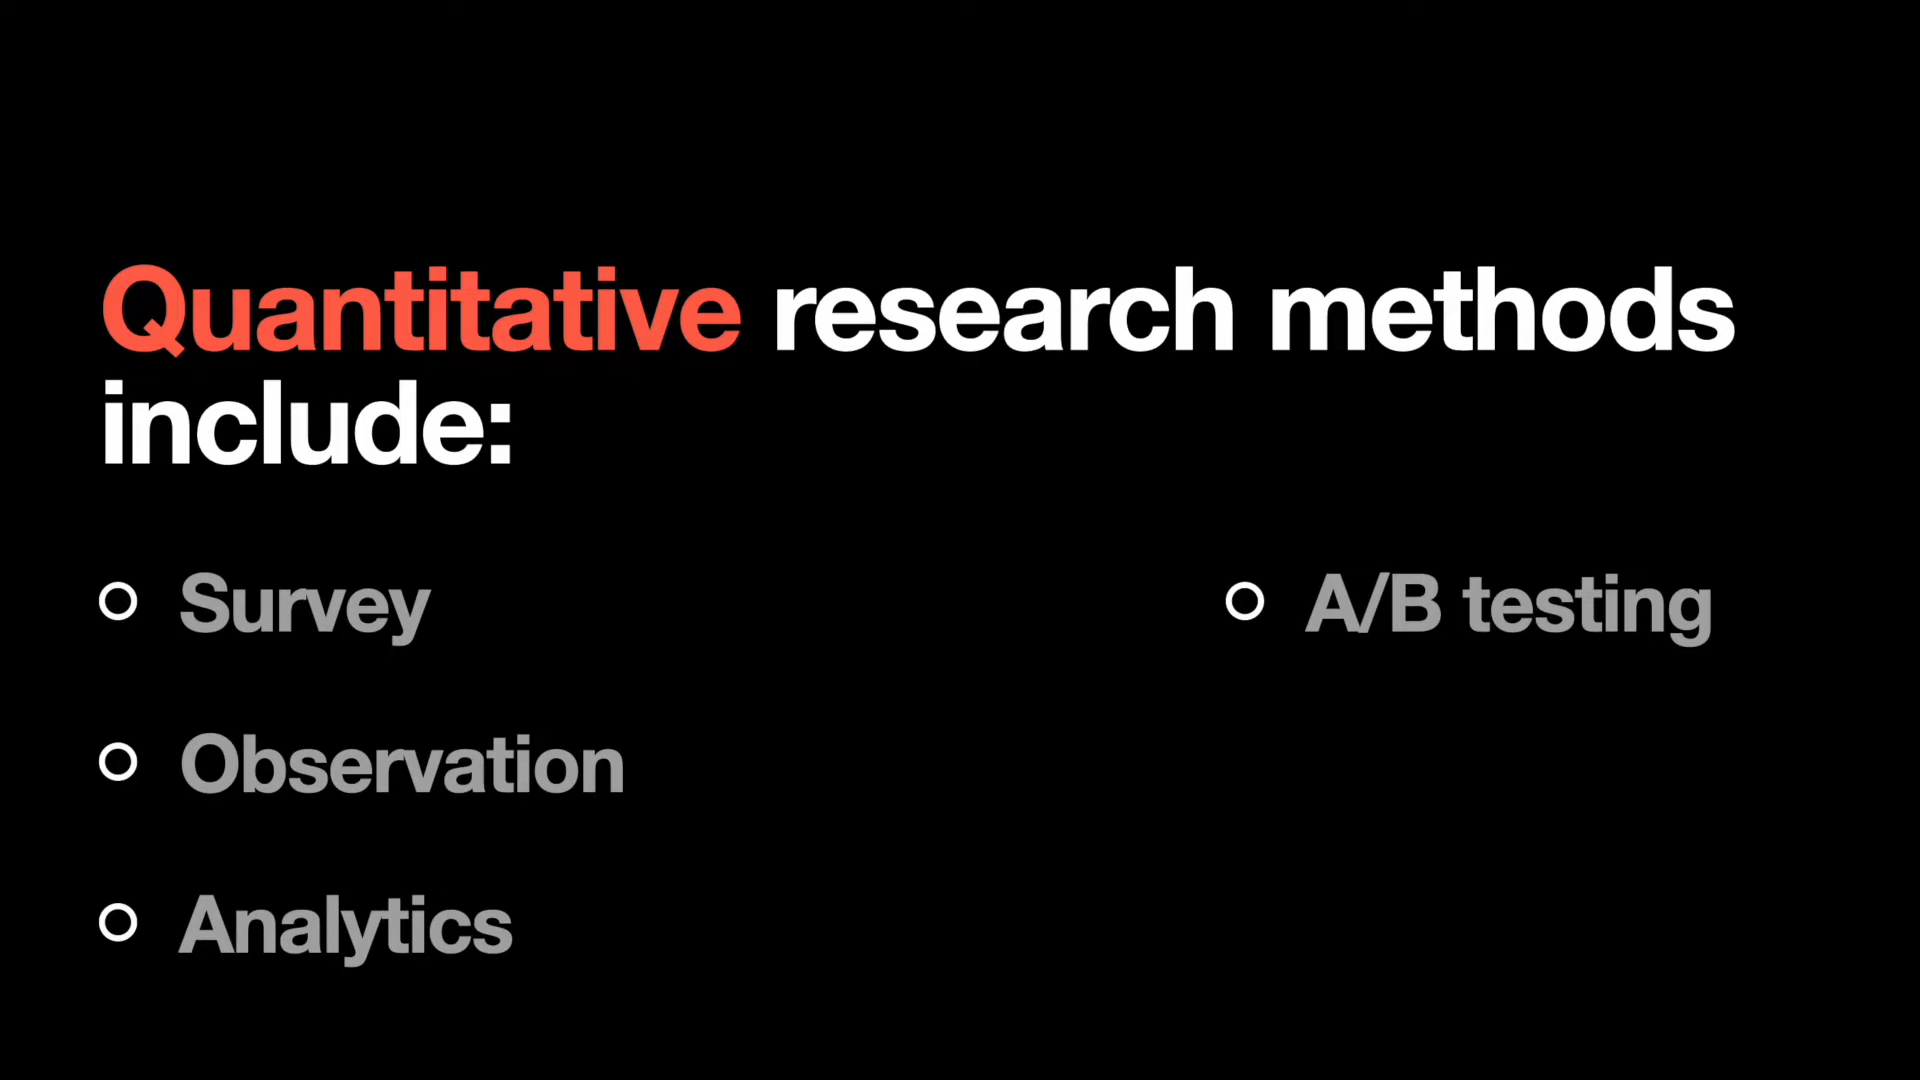 Quantitative research methods
include:
Survey
Observation
Analytics
A/B testing